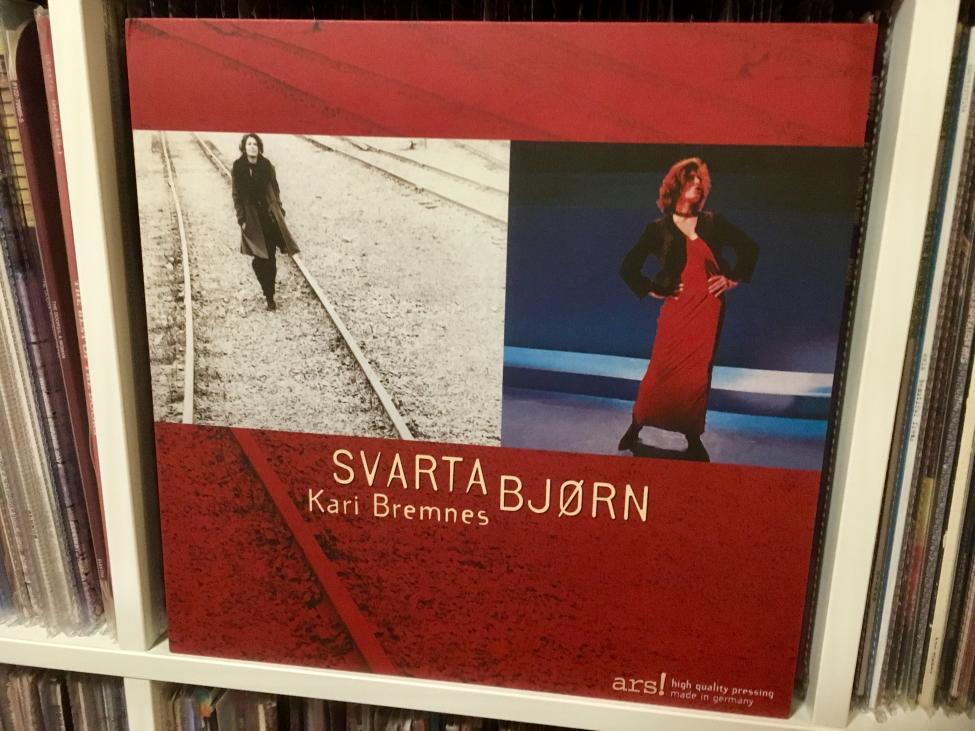 SVARTA BJØRN
Kari Bremnes
ars! high quality pressing
made in germany